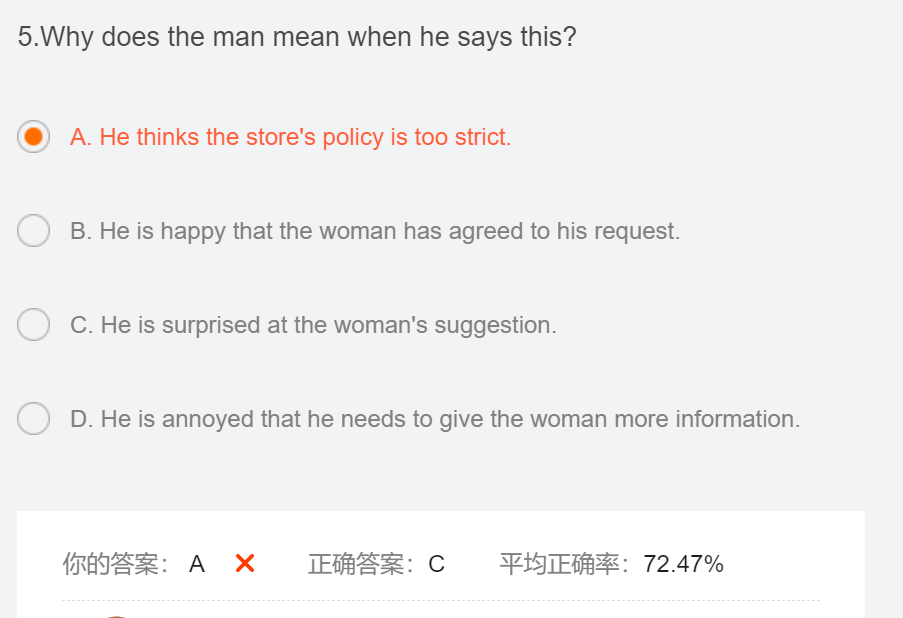 5.Why does the man mean when he says this?
A. He thinks the store's policy is too strict.
B. He is happy that the woman has agreed to his request.
C. He is surprised at the woman's suggestion.
D. He is annoyed that he needs to give the woman more information.
你的答案： A 正确答案： C 平均正确率： 72.47%